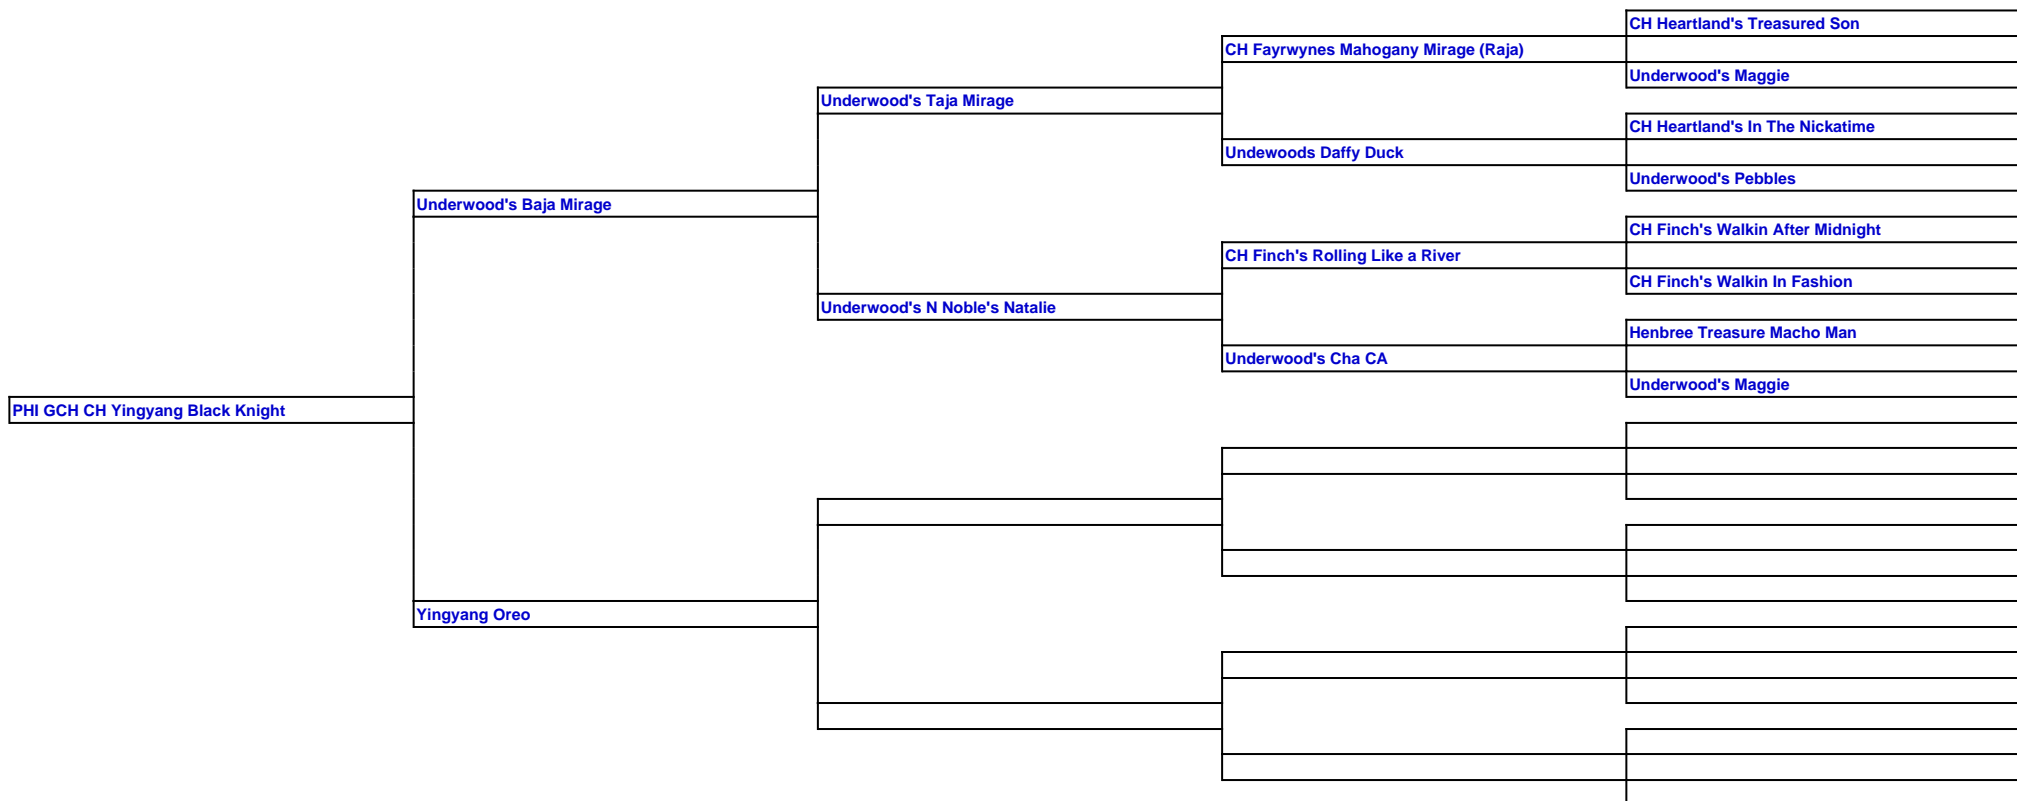 CH Heartland's Treasured Son
CH Fayrwynes Mahogany Mirage (Raja)
Underwood's Maggie
Underwood's Taja Mirage
CH Heartland's In The Nickatime
Undewoods Daffy Duck
Underwood's Pebbles
Underwood's Baja Mirage
CH Finch's Walkin After Midnight
CH Finch's Rolling Like a River
CH Finch's Walkin In Fashion
Underwood's N Noble's Natalie
Henbree Treasure Macho Man
Underwood's Cha CA
Underwood's Maggie
PHI GCH CH Yingyang Black Knight
Yingyang Oreo